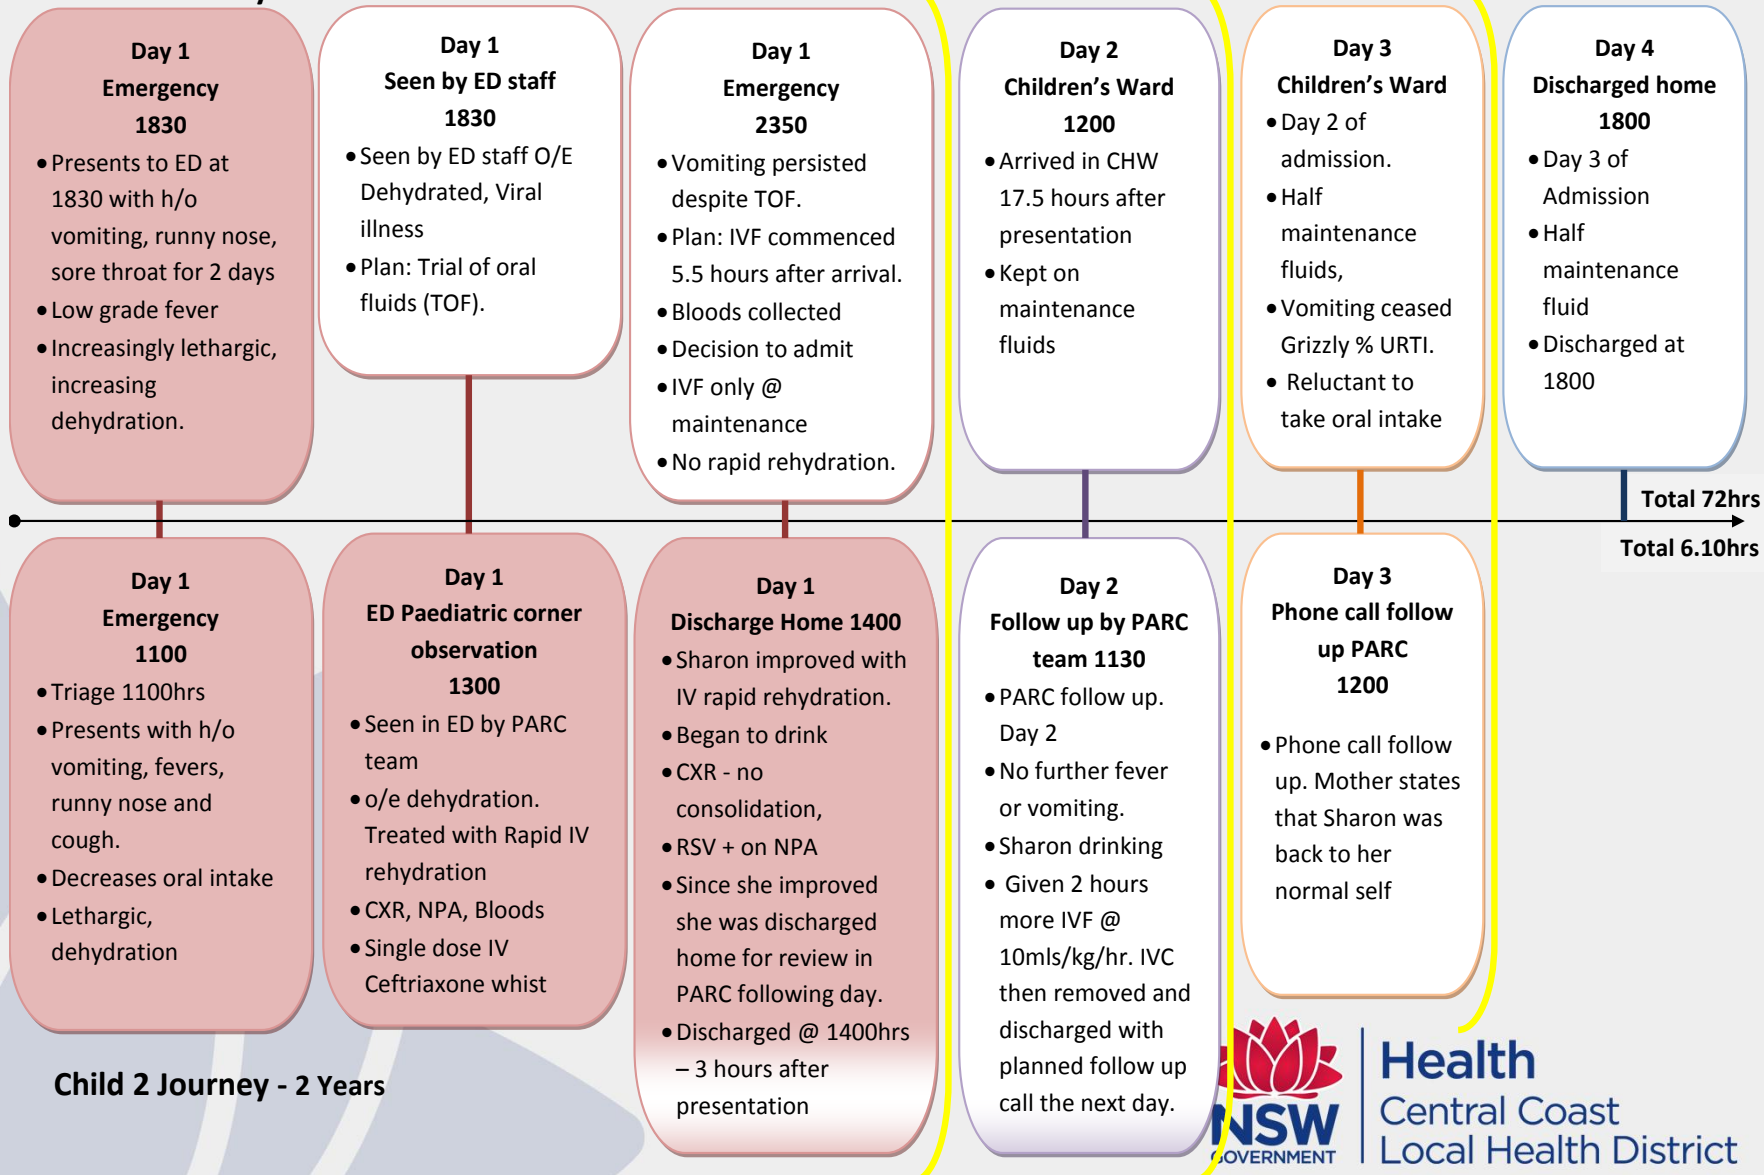 Day 1
Emergency
1830
• Presents to ED at
1830 with h/o
vomiting, runny nose,
sore throat for 2 days
• Low grade fever
• Increasingly lethargic,
increasing
dehydration.
Day 1
Seen by ED staff
1830
• Seen by ED staff O/E
Dehydrated, Viral
illness
• Plan: Trial of oral
fluids (TOF).
Day 1
Emergency
2350
• Vomiting persisted
despite TOF.
• Plan: IVF commenced
5.5 hours after arrival.
• Bloods collected
• Decision to admit
• IVF only @
maintenance
• No rapid rehydration.
Day 2
Children's Ward
1200
• Arrived in CHW
17.5 hours after
presentation
• Kept on
maintenance
fluids
Day 3
Children's Ward
• Day 2 of
admission.
• Half
maintenance
fluids,
• Vomiting ceased
Grizzly % URTI.
• Reluctant to
take oral intake
Day 4
Discharged home
1800
• Day 3 of
Admission
• Half
maintenance
fluid
• Discharged at
1800
Total 72hrs
Total 6.10hrs
Day 1
Emergency
1100
• Triage 1100hrs
• Presents with h/o
vomiting, fevers,
runny nose and
cough.
• Decreases oral intake
• Lethargic,
dehydration
Day 1
ED Paediatric corner
observation
1300
• Seen in ED by PARC
team
• o/e dehydration.
Treated with Rapid IV
rehydration
• CXR, NPA, Bloods
• Single dose IV
Ceftriaxone whist
Day 1
Discharge Home 1400
• Sharon improved with
IV rapid rehydration.
• Began to drink
• CXR - no
consolidation,
• RSV + on NPA
• Since she improved
she was discharged
home for review in
PARC following day.
• Discharged @ 1400hrs
– 3 hours after
presentation
Day 2
Follow up by PARC
team 1130
• PARC follow up.
Day 2
• No further fever
or vomiting.
• Sharon drinking
• Given 2 hours
more IVF @
10mls/kg/hr. IVC
then removed and
discharged with
planned follow up
call the next day.
Day 3
Phone call follow
up PARC
1200
• Phone call follow
up. Mother states
that Sharon was
back to her
normal self
Child 2 Journey - 2 Years
NSW
GOVERNMENT
Health
Central Coast
Local Health District